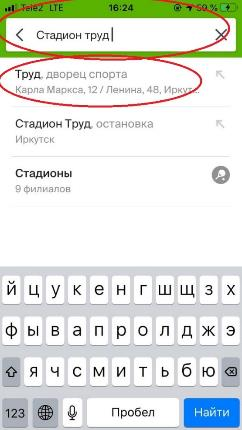 Tele2 LTE 16:24 59 %
Стадион труд
Труд, дворец спорта
Карла Маркса, 12 / Ленина, 48, Иркут...
Стадион Труд, остановка
Иркутск
Стадионы
9 филиалов
й ц у к е н г ш щ з х
ф ы в а п р о л д ж э
я ч с м и т ь б ю
123 Пробел Найти